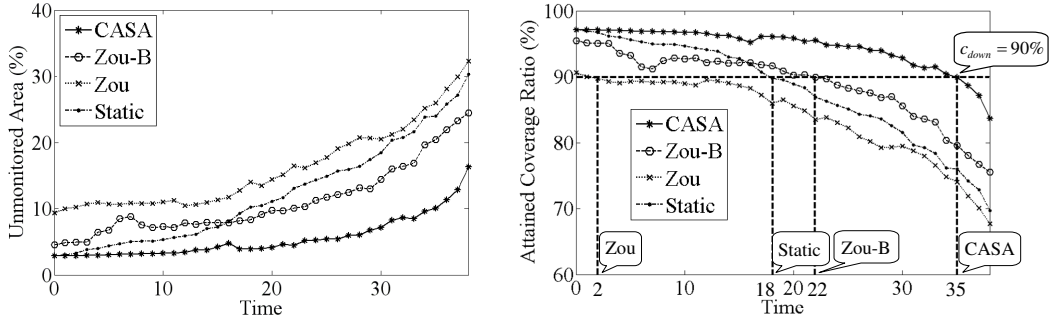 Unmonitored Area (%)
40
30
20
10
0
CASA
Zou-B
Zou
Static
0
10
20
30
Time
Attained Coverage Ratio (%)
100
90
80
70
60
c_down = 90%
CASA
Zou-B
Zou
Static
Zou
Static
Zou-B
CASA
0
2
10
18
20
22
30
35
Time